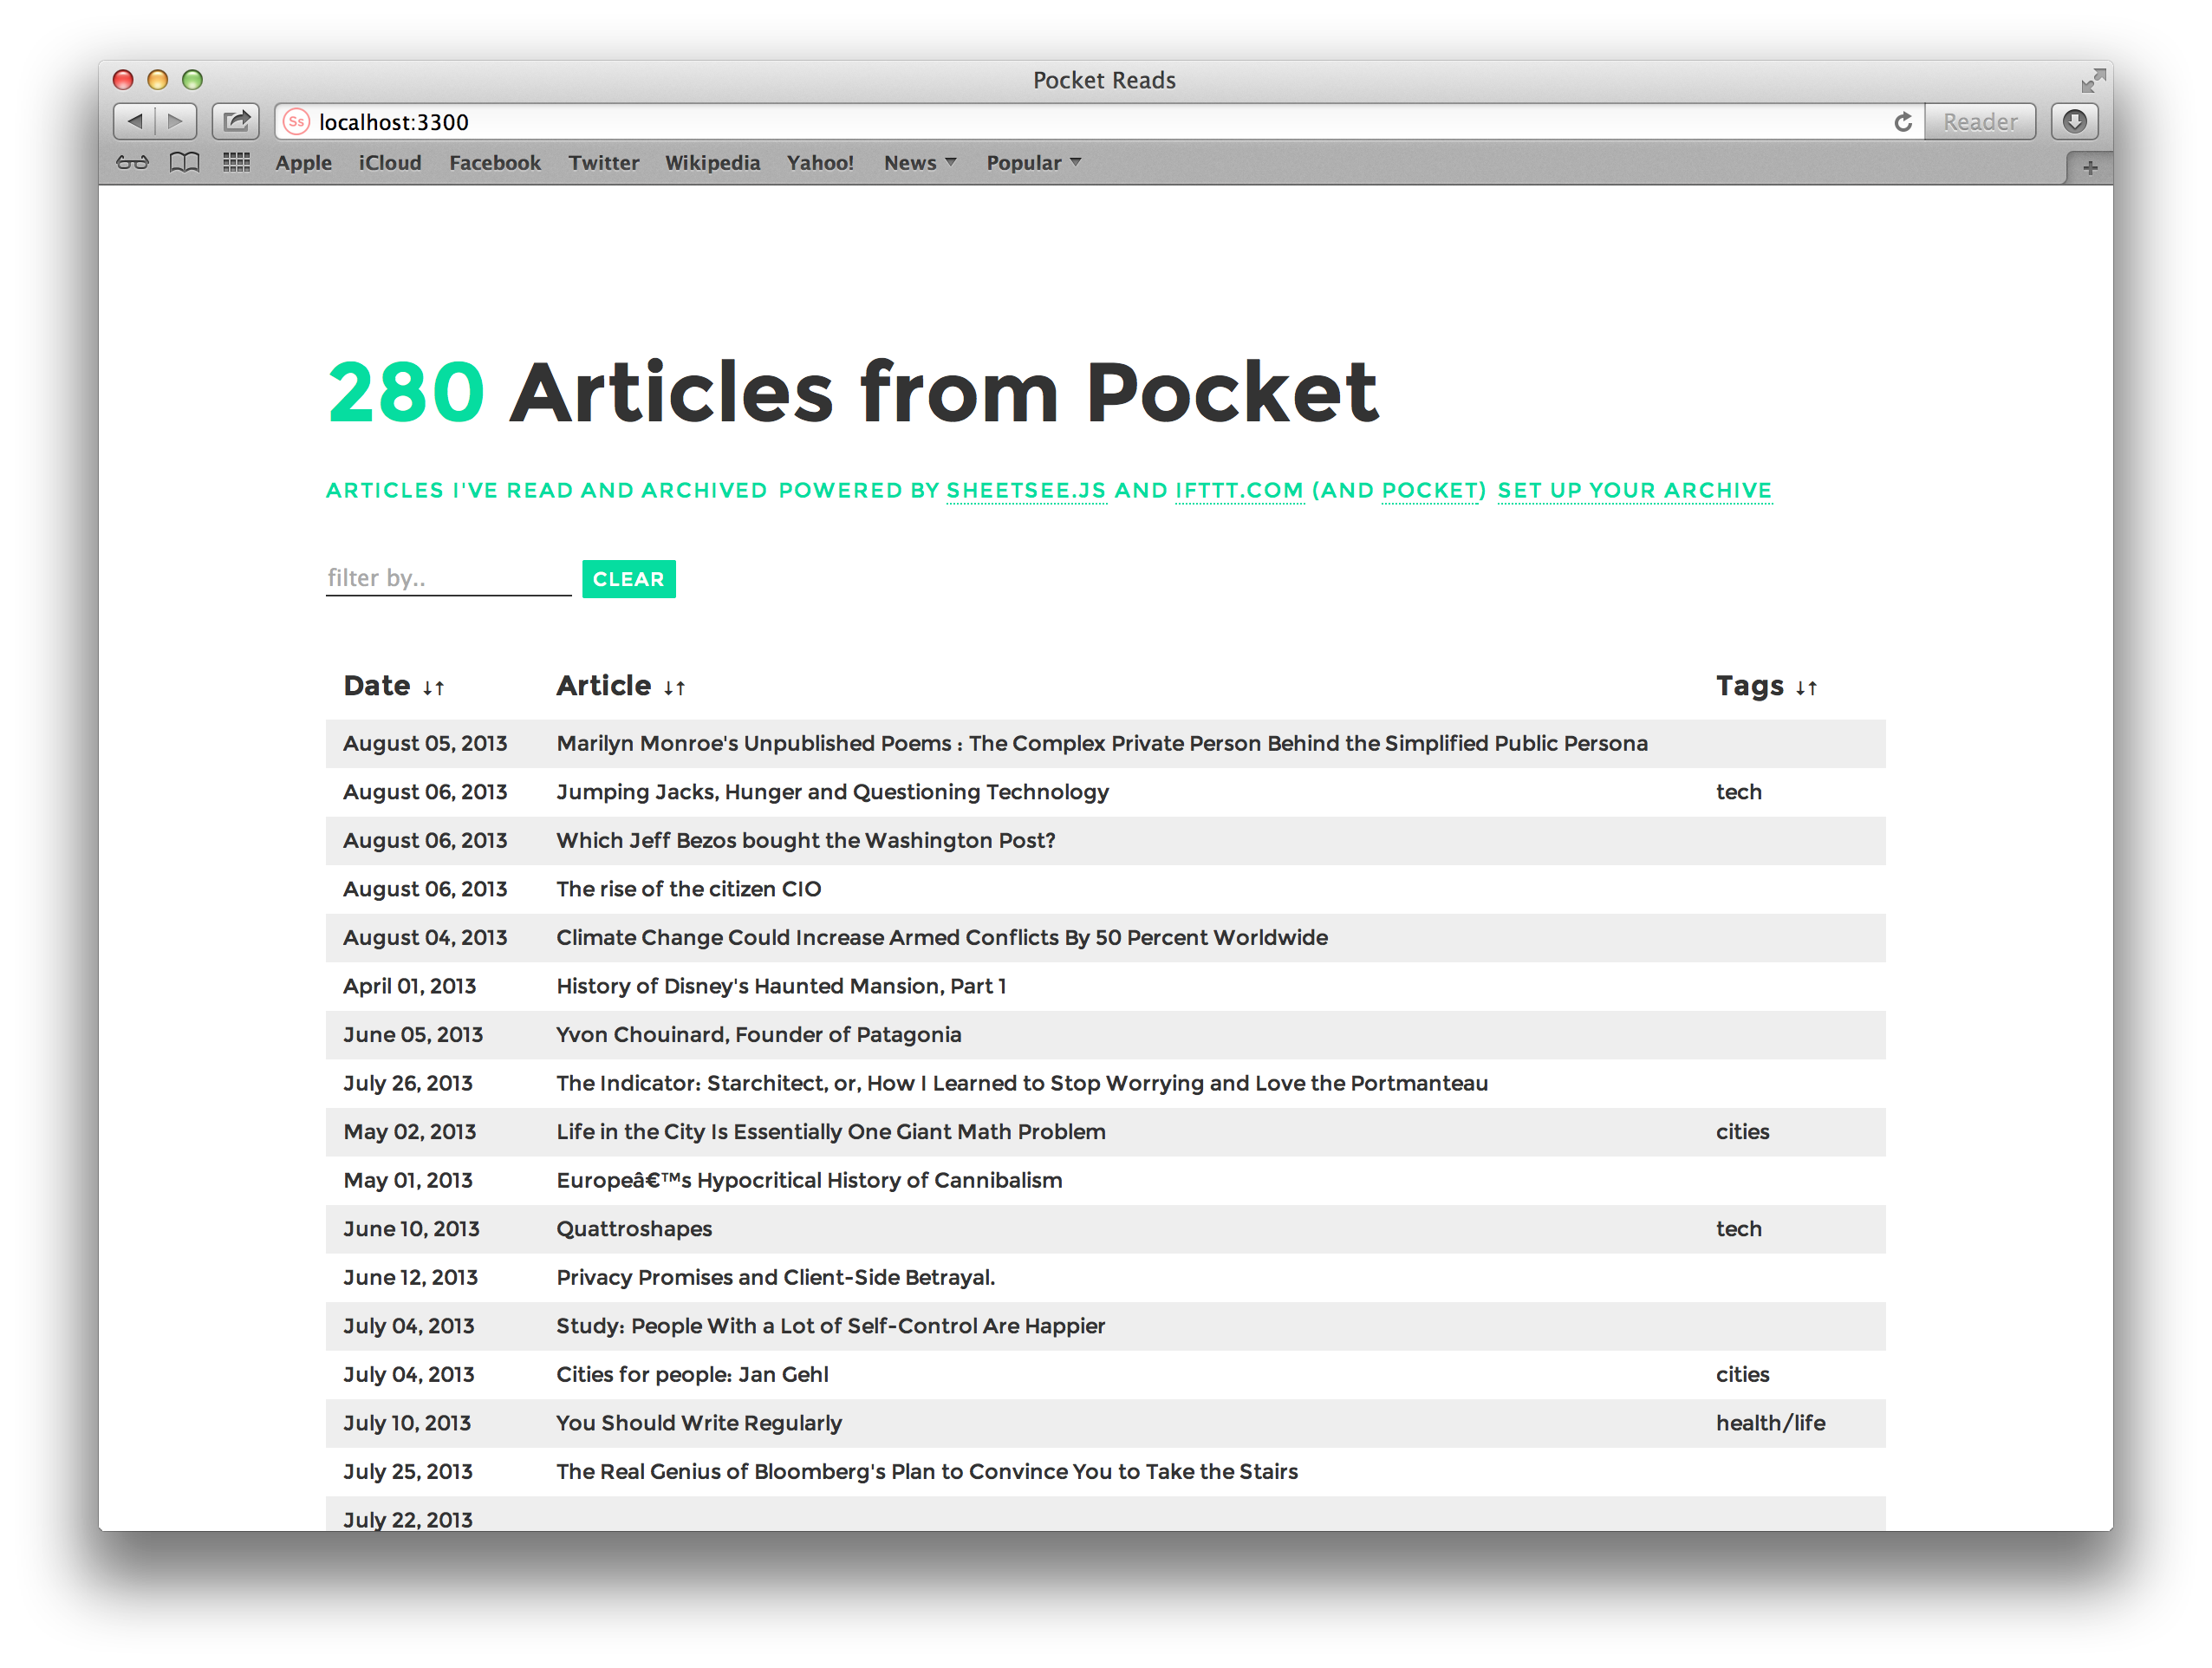 Pocket Reads
Ss localhost:3300 Reader
Apple iCloud Facebook Twitter Wikipedia Yahoo! News Popular
280 Articles from Pocket
ARTICLES I'VE READ AND ARCHIVED POWERED BY SHEETSEE.JS AND IFTTT.COM (AND POCKET) SET UP YOUR ARCHIVE
filter by.. CLEAR
Date ↓↑ Article ↓↑ Tags ↓↑
August 05, 2013 Marilyn Monroe's Unpublished Poems : The Complex Private Person Behind the Simplified Public Persona
August 06, 2013 Jumping Jacks, Hunger and Questioning Technology tech
August 06, 2013 Which Jeff Bezos bought the Washington Post?
August 06, 2013 The rise of the citizen CIO
August 04, 2013 Climate Change Could Increase Armed Conflicts By 50 Percent Worldwide
April 01, 2013 History of Disney's Haunted Mansion, Part 1
June 05, 2013 Yvon Chouinard, Founder of Patagonia
July 26, 2013 The Indicator: Starchitect, or, How I Learned to Stop Worrying and Love the Portmanteau
May 02, 2013 Life in the City Is Essentially One Giant Math Problem cities
May 01, 2013 Europeâ€™s Hypocritical History of Cannibalism
June 10, 2013 Quattroshapes tech
June 12, 2013 Privacy Promises and Client-Side Betrayal.
July 04, 2013 Study: People With a Lot of Self-Control Are Happier
July 04, 2013 Cities for people: Jan Gehl cities
July 10, 2013 You Should Write Regularly health/life
July 25, 2013 The Real Genius of Bloomberg's Plan to Convince You to Take the Stairs
July 22, 2013